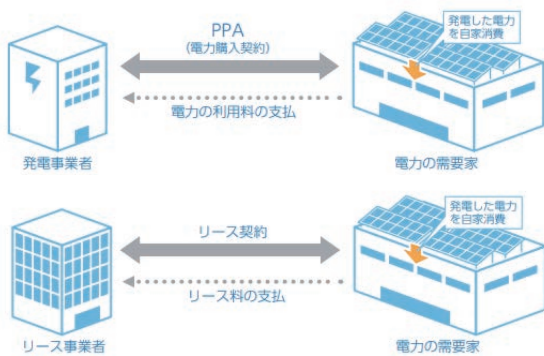 PPA
(電力購入契約)
発電した電力
を自家消費
電力の利用料の支払
発電事業者
電力の需要家
リース契約
発電した電力
を自家消費
リース料の支払
リース事業者
電力の需要家